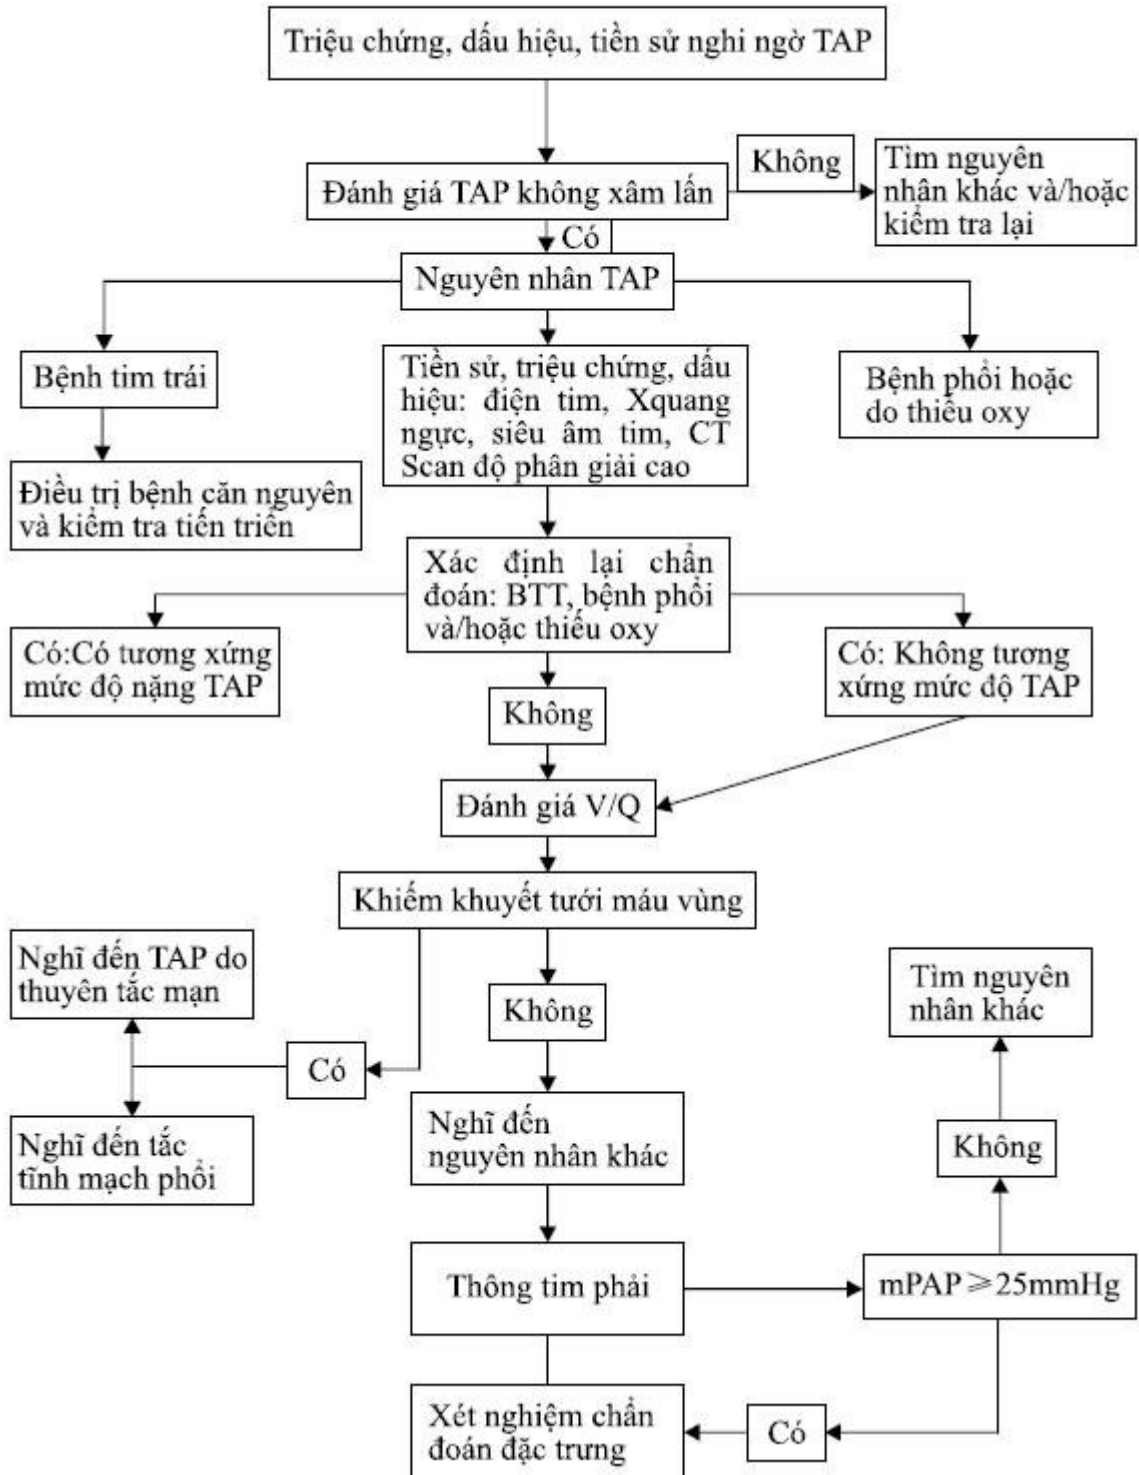 Triệu chứng, dấu hiệu, tiền sử nghi ngờ TAP
Đánh giá TAP không xâm lấn
Không
Tìm nguyên
nhân khác và/hoặc
kiểm tra lại
Có
Nguyên nhân TAP
Bệnh tim trái
Tiền sử, triệu chứng, dấu
hiệu: điện tim, Xquang
ngực, siêu âm tim, CT
Scan độ phân giải cao
Bệnh phổi hoặc
do thiếu oxy
Điều trị bệnh căn nguyên
và kiểm tra tiến triển
Xác định lại chẩn
đoán: BTT, bệnh phổi
và/hoặc thiếu oxy
Có:Có tương xứng
mức độ nặng TAP
Có: Không tương
xứng mức độ TAP
Không
Đánh giá V/Q
Khiếm khuyết tưới máu vùng
Nghĩ đến TAP do
thuyên tắc mạn
Có
Nghĩ đến tắc
tĩnh mạch phổi
Không
Nghĩ đến
nguyên nhân khác
Tìm nguyên
nhân khác
Không
Thông tim phải
mPAP ≥ 25mmHg
Có
Xét nghiệm chẩn
đoán đặc trưng